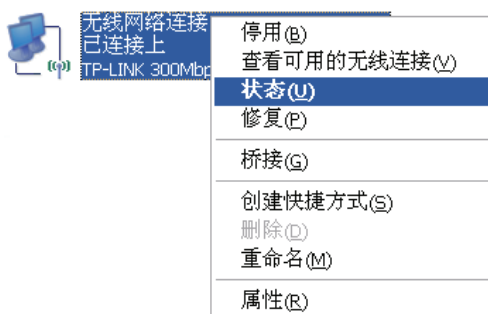 无线网络连接
已连接上
TP-LINK 300Mbp
停用(B)
查看可用的无线连接(V)
状态(U)
修复(P)
桥接(G)
创建快捷方式(S)
删除(D)
重命名(M)
属性(R)